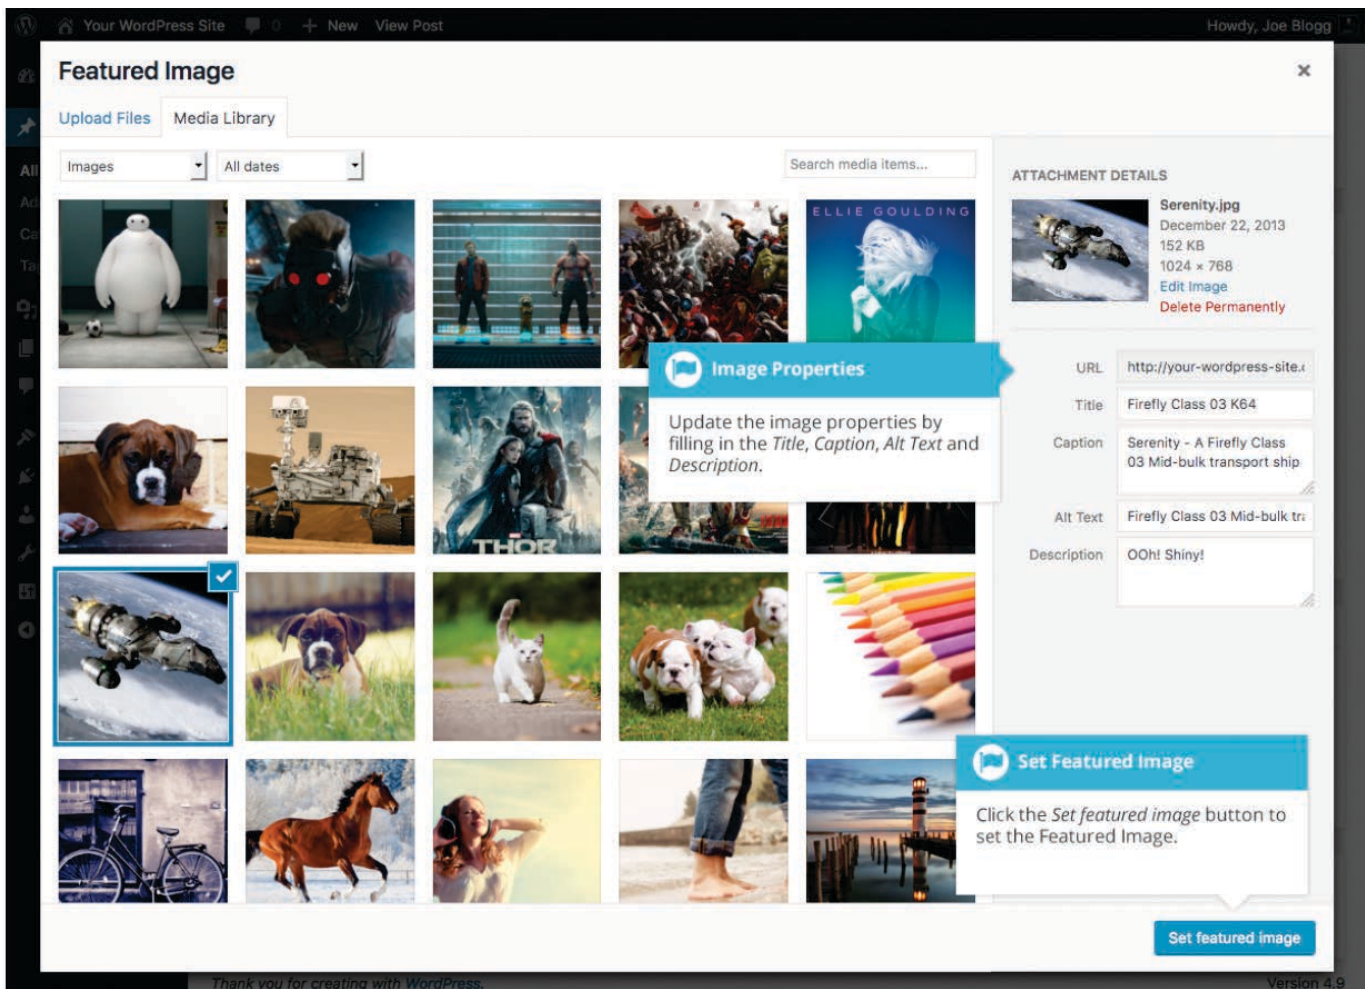 Your WordPress Site 0 + New View Post
Howdy, Joe Blogg
Featured Image
Upload Files
Media Library
Images
All dates
Search media items...
All
Ad
Ca
Ta
ELLIE GOULDING
THOR
ATTACHMENT DETAILS
Serenity.jpg
December 22, 2013
152 KB
1024 × 768
Edit Image
Delete Permanently
Image Properties
Update the image properties by
filling in the Title, Caption, Alt Text and
Description.
URL http://your-wordpress-site.
Title Firefly Class 03 K64
Caption Serenity - A Firefly Class
03 Mid-bulk transport ship
Alt Text Firefly Class 03 Mid-bulk tra
Description OOh! Shiny!
Set Featured Image
Click the Set featured image button to
set the Featured Image.
Set featured image
Thank you for creating with WordPress.
Version 4.9